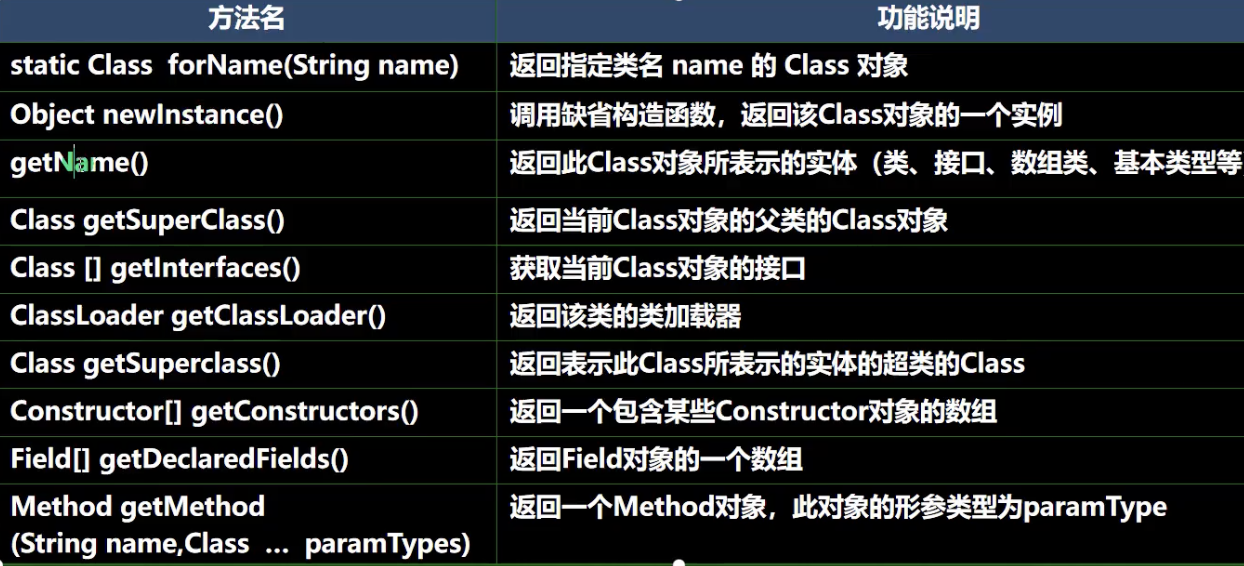 方法名 功能说明
static Class forName(String name) 返回指定类名 name 的 Class 对象
Object newInstance() 调用缺省构造函数，返回该Class对象的一个实例
getName() 返回此Class对象所表示的实体（类、接口、数组类、基本类型等
Class getSuperClass() 返回当前Class对象的父类的Class对象
Class [] getInterfaces() 获取当前Class对象的接口
ClassLoader getClassLoader() 返回该类的类加载器
Class getSuperclass() 返回表示此Class所表示的实体的超类的Class
Constructor[] getConstructors() 返回一个包含某些Constructor对象的数组
Field[] getDeclaredFields() 返回Field对象的一个数组
Method getMethod 返回一个Method对象，此对象的形参类型为paramType
(String name,Class … paramTypes)